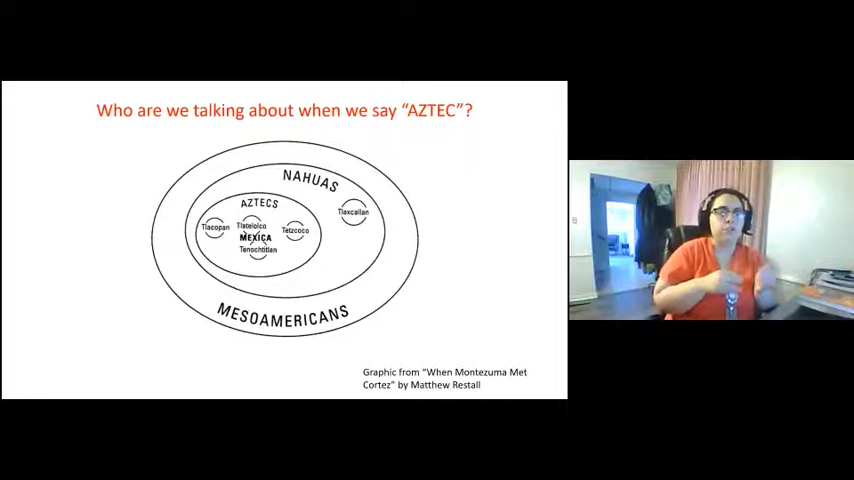 Who are we talking about when we say “AZTEC”?
NAHUAS
AZTECS
Tlaxcallan
Tlacopan
Tlatelolco
Tetzcoco
MEXICA
Tenochtitlan
MESOAMERICANS
Graphic from “When Montezuma Met
Cortez” by Matthew Restall